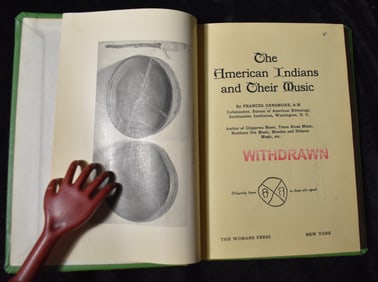 The
American Indians
and Their Music
By FRANCES DENSMORE, A.M.
Collaborator, Bureau of American Ethnology,
Smithsonian Institution, Washington, D. C.
Author of Chippewa Music, Teton Sioux Music,
Northern Ute Music, Mandan and Hidatsa
Music, etc.
WITHDRAWN
THE WOMANS PRESS
NEW YORK